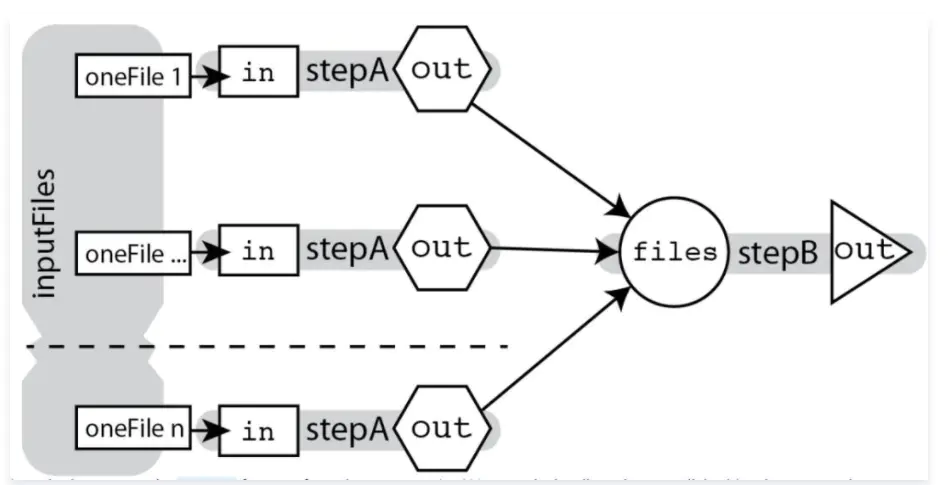 inputFiles
oneFile 1
in
stepA
out
oneFile ...
in
stepA
out
files
stepB
out
oneFile n
in
stepA
out